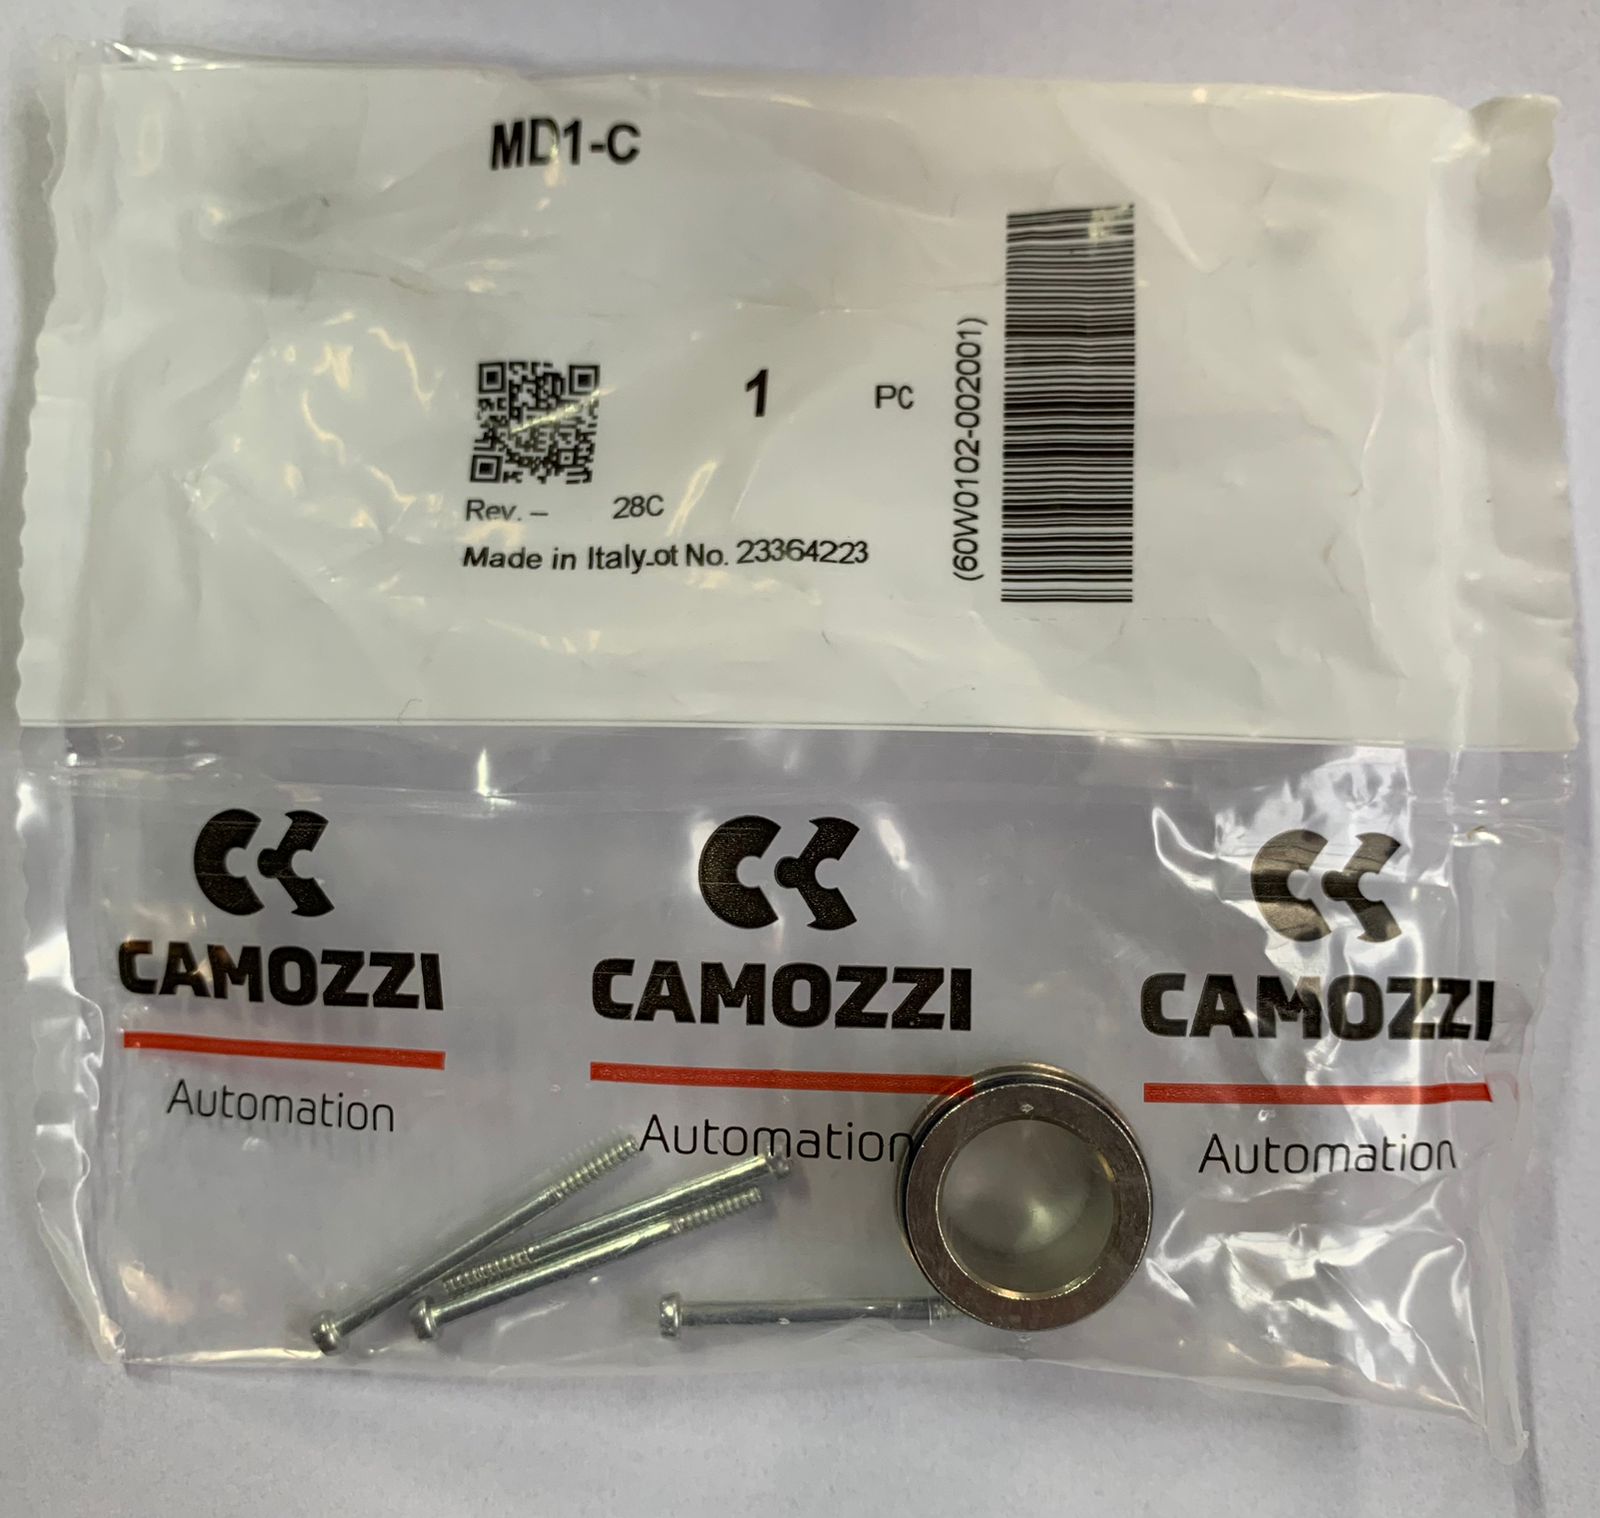 MD1-C
1 PC
(60W0102-002001)
Rev. – 28C
Made in Italy.ot No. 23364223
CAMOZZI
Automation
CAMOZZI
Automation
CAMOZZI
Automation